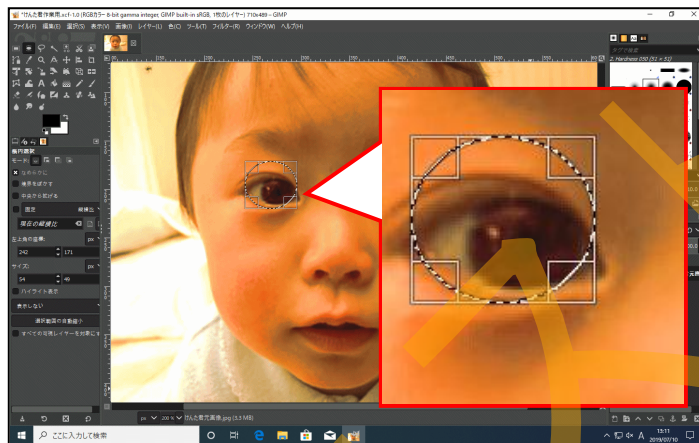 *けんた君作業用.xcf-1.0 (RGBカラー 8-bit gamma integer, GIMP built-in sRGB, 1枚のレイヤー) 710x489 – GIMP
ファイル(F) 編集(E) 選択(S) 表示(V) 画像(I) レイヤー(L) 色(C) ツール(T) フィルター(R) ウィンドウ(W) ヘルプ(H)
タグで検索
2. Hardness 050 (51 × 51)
楕円選択
モード:
なめらかに
境界をぼかす
中央から拡げる
固定 縦横比
現在の縦横比
左上角の座標: px
242 171
サイズ: px
54 49
ハイライト表示
表示しない
選択範囲の自動縮小
すべての可視レイヤーを対象にす
px 200 % けんた君元画像.jpg (3.3 MB)
ここに入力して検索
A 13:11
2019/07/10